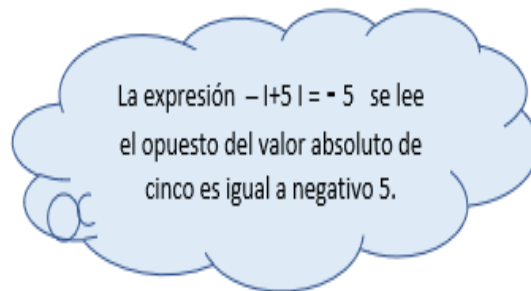 La expresión – I+5 I = - 5 se lee
el opuesto del valor absoluto de
cinco es igual a negativo 5.